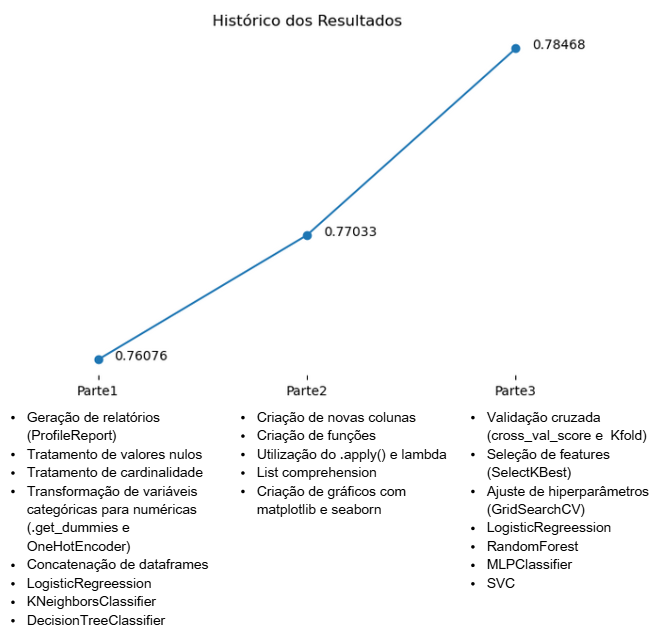 Histórico dos Resultados
0.78468
0.77033
0.76076
Parte1
Parte2
Parte3
• Geração de relatórios
(ProfileReport)
• Tratamento de valores nulos
• Tratamento de cardinalidade
• Transformação de variáveis
categóricas para numéricas
(.get_dummies e
OneHotEncoder)
• Concatenação de dataframes
• LogisticRegreession
• KNeighborsClassifier
• DecisionTreeClassifier
• Criação de novas colunas
• Criação de funções
• Utilização do .apply() e lambda
• List comprehension
• Criação de gráficos com
matplotlib e seaborn
• Validação cruzada
(cross_val_score e Kfold)
• Seleção de features
(SelectKBest)
• Ajuste de hiperparâmetros
(GridSearchCV)
• LogisticRegreession
• RandomForest
• MLPClassifier
• SVC